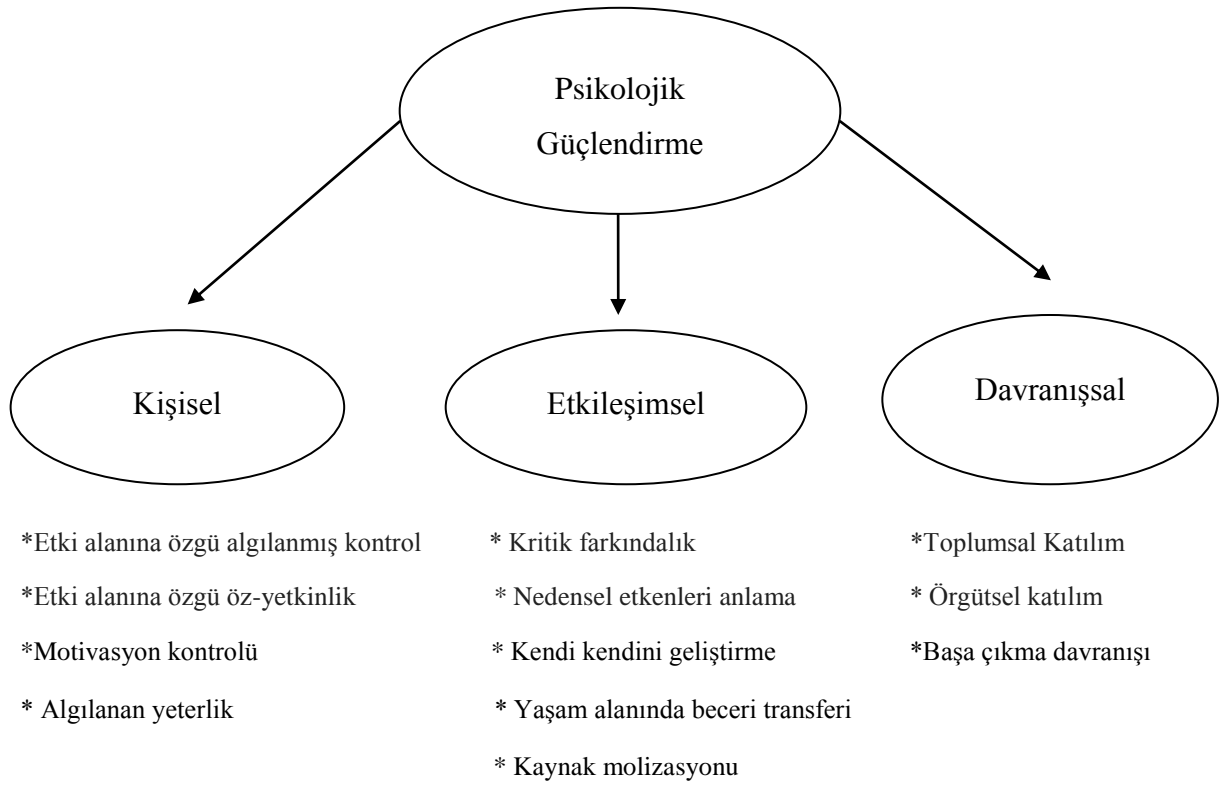 Psikolojik
Güçlendirme
Kişisel
Etkileşimsel
Davranışsal
*Etki alanına özgü algılanmış kontrol
*Etki alanına özgü öz-yetkinlik
*Motivasyon kontrolü
* Algılanan yeterlik
* Kritik farkındalık
* Nedensel etkenleri anlama
* Kendi kendini geliştirme
* Yaşam alanında beceri transferi
* Kaynak molizasyonu
*Toplumsal Katılım
* Örgütsel katılım
*Başa çıkma davranışı